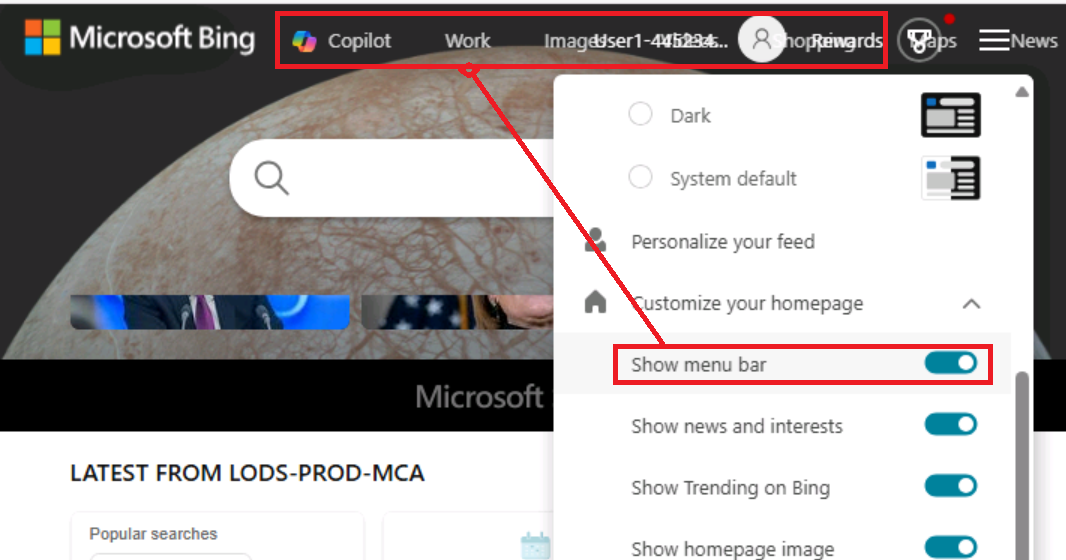 Microsoft Bing
Copilot Work Images User1-445234... Shopping Rewards Maps News
Dark
System default
Personalize your feed
Customize your homepage
Show menu bar
Show news and interests
Microsoft
Show Trending on Bing
LATEST FROM LODS-PROD-MCA
Popular searches
Show homepage image